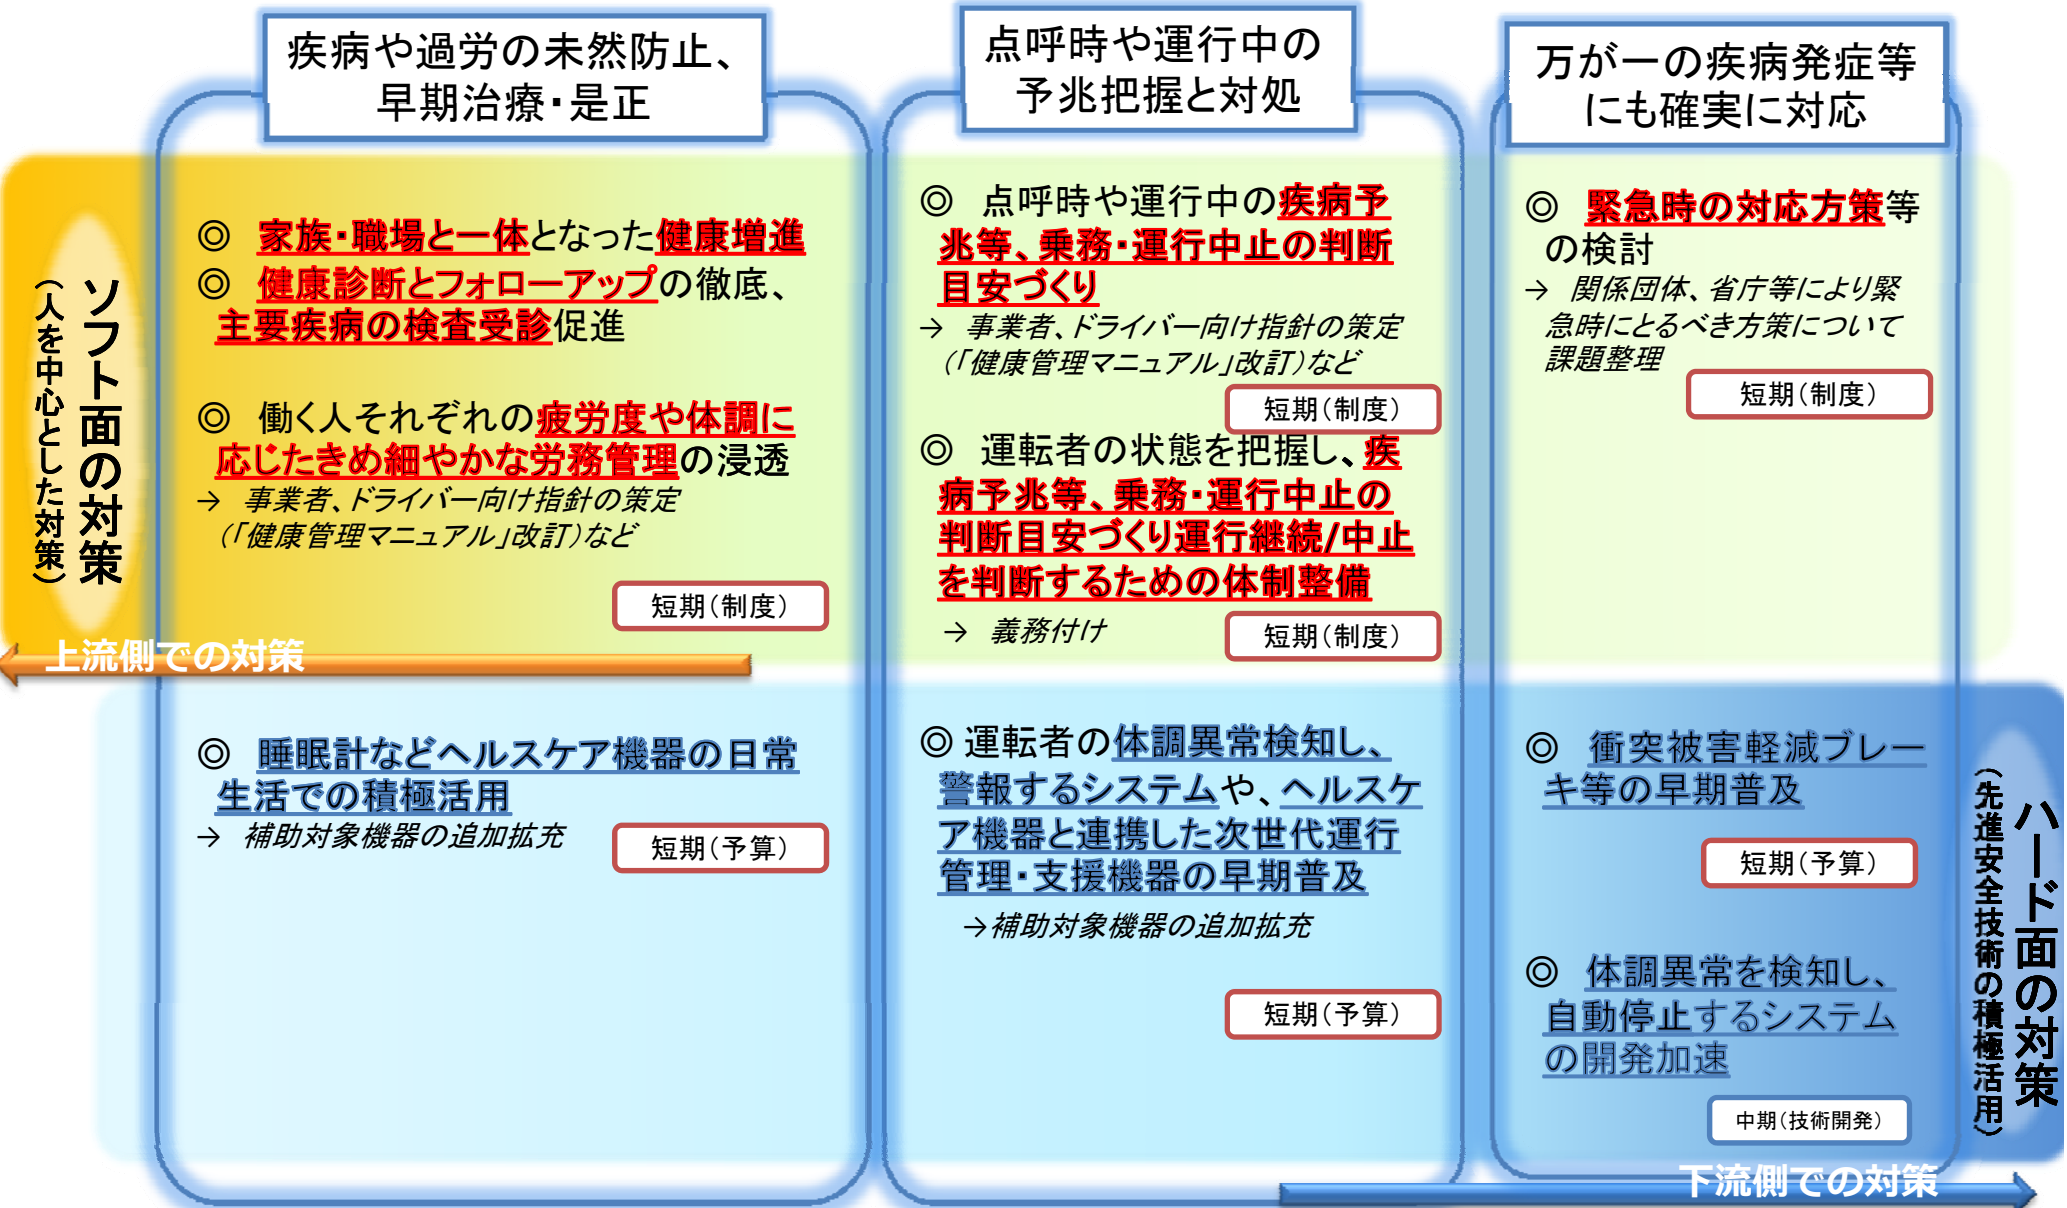 疾病や過労の未然防止、
早期治療・是正
点呼時や運行中の
予兆把握と対処
万が一の疾病発症等
にも確実に対応
ソフト面の対策
（人を中心とした対策）
◎　家族・職場と一体となった健康増進
◎　健康診断とフォローアップの徹底、
主要疾病の検査受診促進
◎　働く人それぞれの疲労度や体調に
応じたきめ細やかな労務管理の浸透
→　事業者、ドライバー向け指針の策定
（「健康管理マニュアル」改訂）など
短期（制度）
◎　点呼時や運行中の疾病予
兆等、乗務・運行中止の判断
目安づくり
→　事業者、ドライバー向け指針の策定
（「健康管理マニュアル」改訂）など
短期（制度）
◎　運転者の状態を把握し、疾
病予兆等、乗務・運行中止の
判断目安づくり運行継続/中止
を判断するための体制整備
→　義務付け
短期（制度）
◎　緊急時の対応方策等
の検討
→　関係団体、省庁等により緊
急時にとるべき方策について
課題整理
短期（制度）
上流側での対策
◎　睡眠計などヘルスケア機器の日常
生活での積極活用
→　補助対象機器の追加拡充
短期（予算）
◎ 運転者の体調異常検知し、
警報するシステムや、ヘルスケ
ア機器と連携した次世代運行
管理・支援機器の早期普及
→補助対象機器の追加拡充
短期（予算）
◎　衝突被害軽減ブレー
キ等の早期普及
短期（予算）
◎　体調異常を検知し、
自動停止するシステム
の開発加速
中期（技術開発）
ハード面の対策
（先進安全技術の積極活用）
下流側での対策